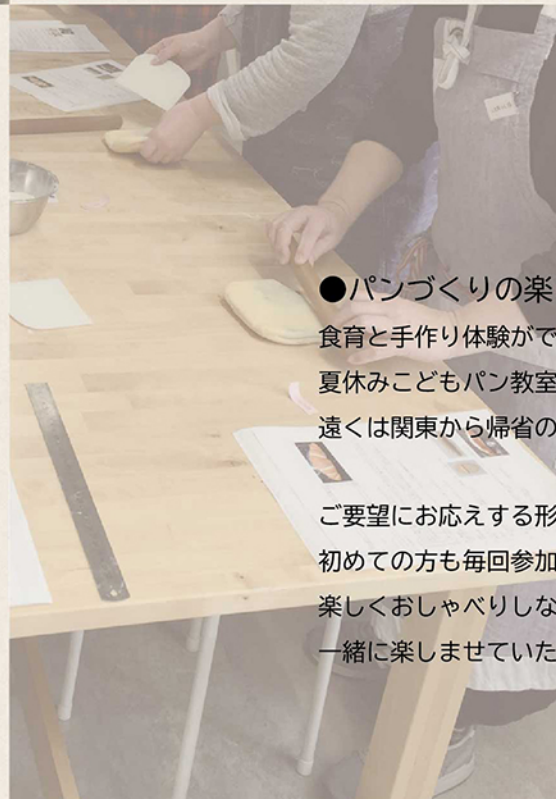 ●パンづくりの楽
食育と手作り体験がで
夏休みこどもパン教室
遠くは関東から帰省の
ご要望にお応えする形
初めての方も毎回参加
楽しくおしゃべりしな
一緒に楽しませていた